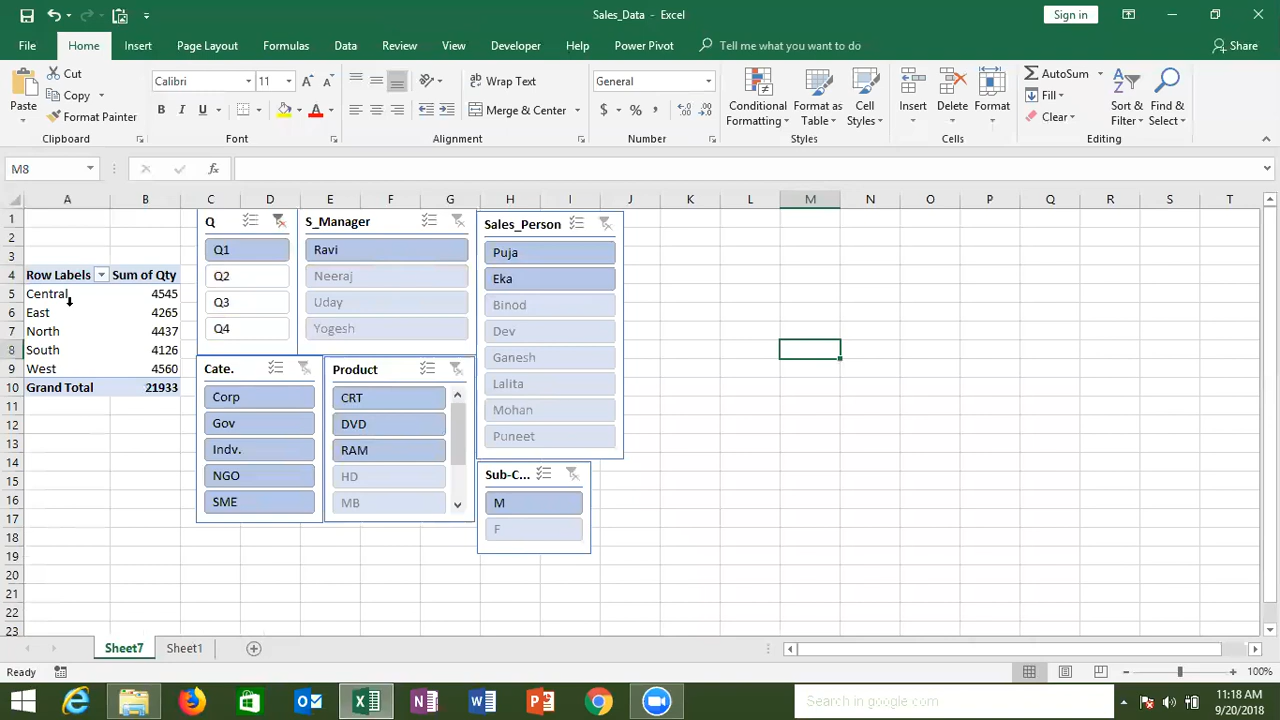 Sales_Data - Excel
Sign in
File Home Insert Page Layout Formulas Data Review View Developer Help Power Pivot Tell me what you want to do Share
Paste
Cut
Copy
Format Painter
Clipboard
Calibri 11
B I U A
Font
Wrap Text
Merge & Center
Alignment
General
$ % ,
Number
Conditional Formatting
Format as Table
Cell Styles
Styles
Insert Delete Format
Cells
AutoSum
Fill
Clear
Sort & Filter
Find & Select
Editing
M8
fx
A B C D E F G H I J K L M N O P Q R S T
1
2
3
4 Row Labels Sum of Qty
5 Central 4545
6 East 4265
7 North 4437
8 South 4126
9 West 4560
10 Grand Total 21933
11
12
13
14
15
16
17
18
19
20
21
22
23
Q
Q1
Q2
Q3
Q4
S_Manager
Ravi
Neeraj
Uday
Yogesh
Sales_Person
Puja
Eka
Binod
Dev
Ganesh
Lalita
Mohan
Puneet
Cate.
Corp
Gov
Indv.
NGO
SME
Product
CRT
DVD
RAM
HD
MB
Sub-C...
M
F
Sheet7 Sheet1
Ready
100%
Search in google.com
11:18 AM
9/20/2018